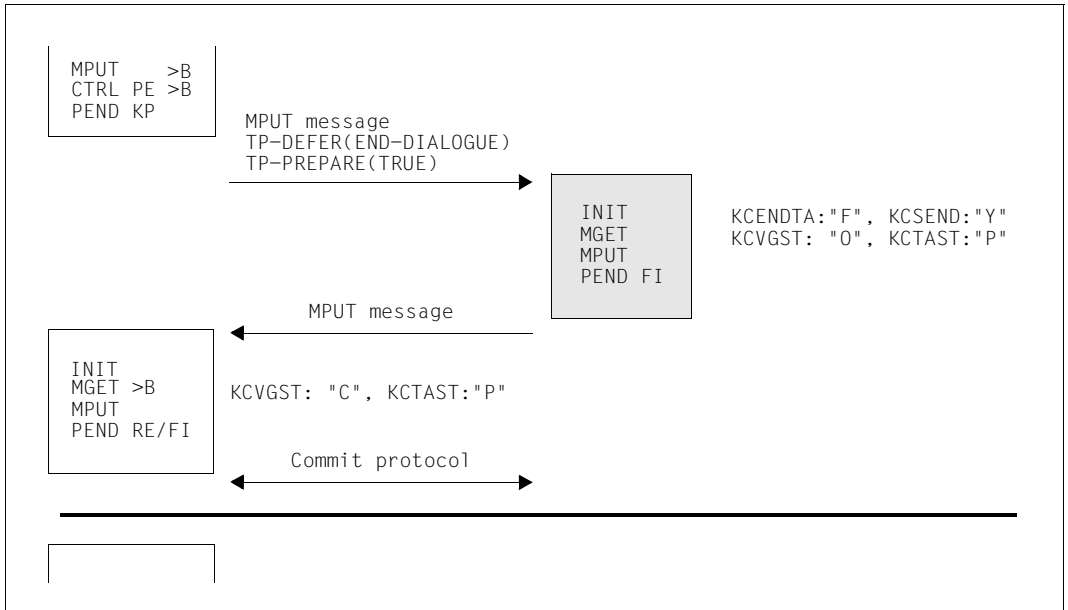 MPUT >B
CTRL PE >B
PEND KP
MPUT message
TP-DEFER(END-DIALOGUE)
TP-PREPARE(TRUE)
INIT
MGET
MPUT
PEND FI
KCENDTA:"F", KCSEND:"Y"
KCVGST: "O", KCTAST:"P"
MPUT message
INIT
MGET >B
MPUT
PEND RE/FI
KCVGST: "C", KCTAST:"P"
Commit protocol